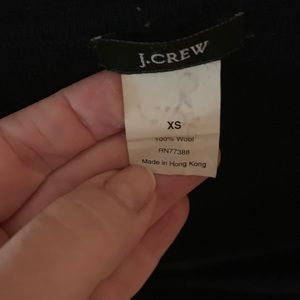 J.CREW
XS
100% Wool
RN77388
Made in Hong Kong